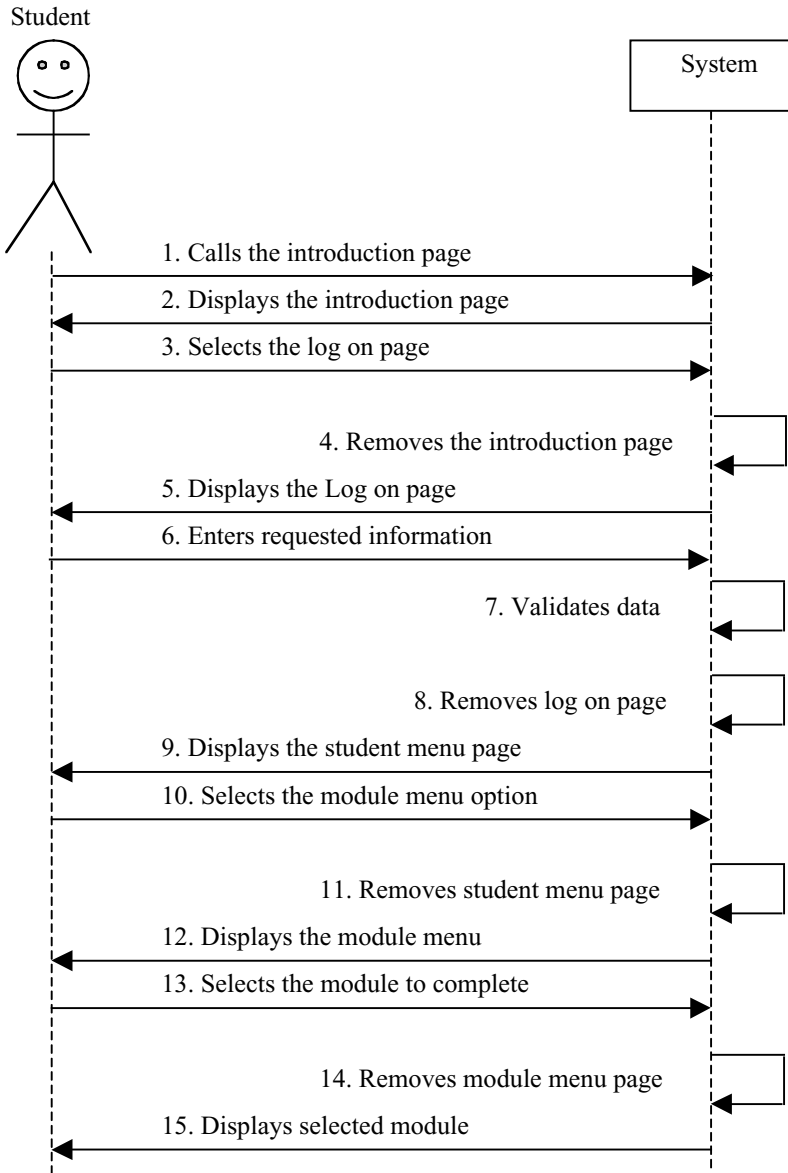 Student
System
1. Calls the introduction page
2. Displays the introduction page
3. Selects the log on page
4. Removes the introduction page
5. Displays the Log on page
6. Enters requested information
7. Validates data
8. Removes log on page
9. Displays the student menu page
10. Selects the module menu option
11. Removes student menu page
12. Displays the module menu
13. Selects the module to complete
14. Removes module menu page
15. Displays selected module